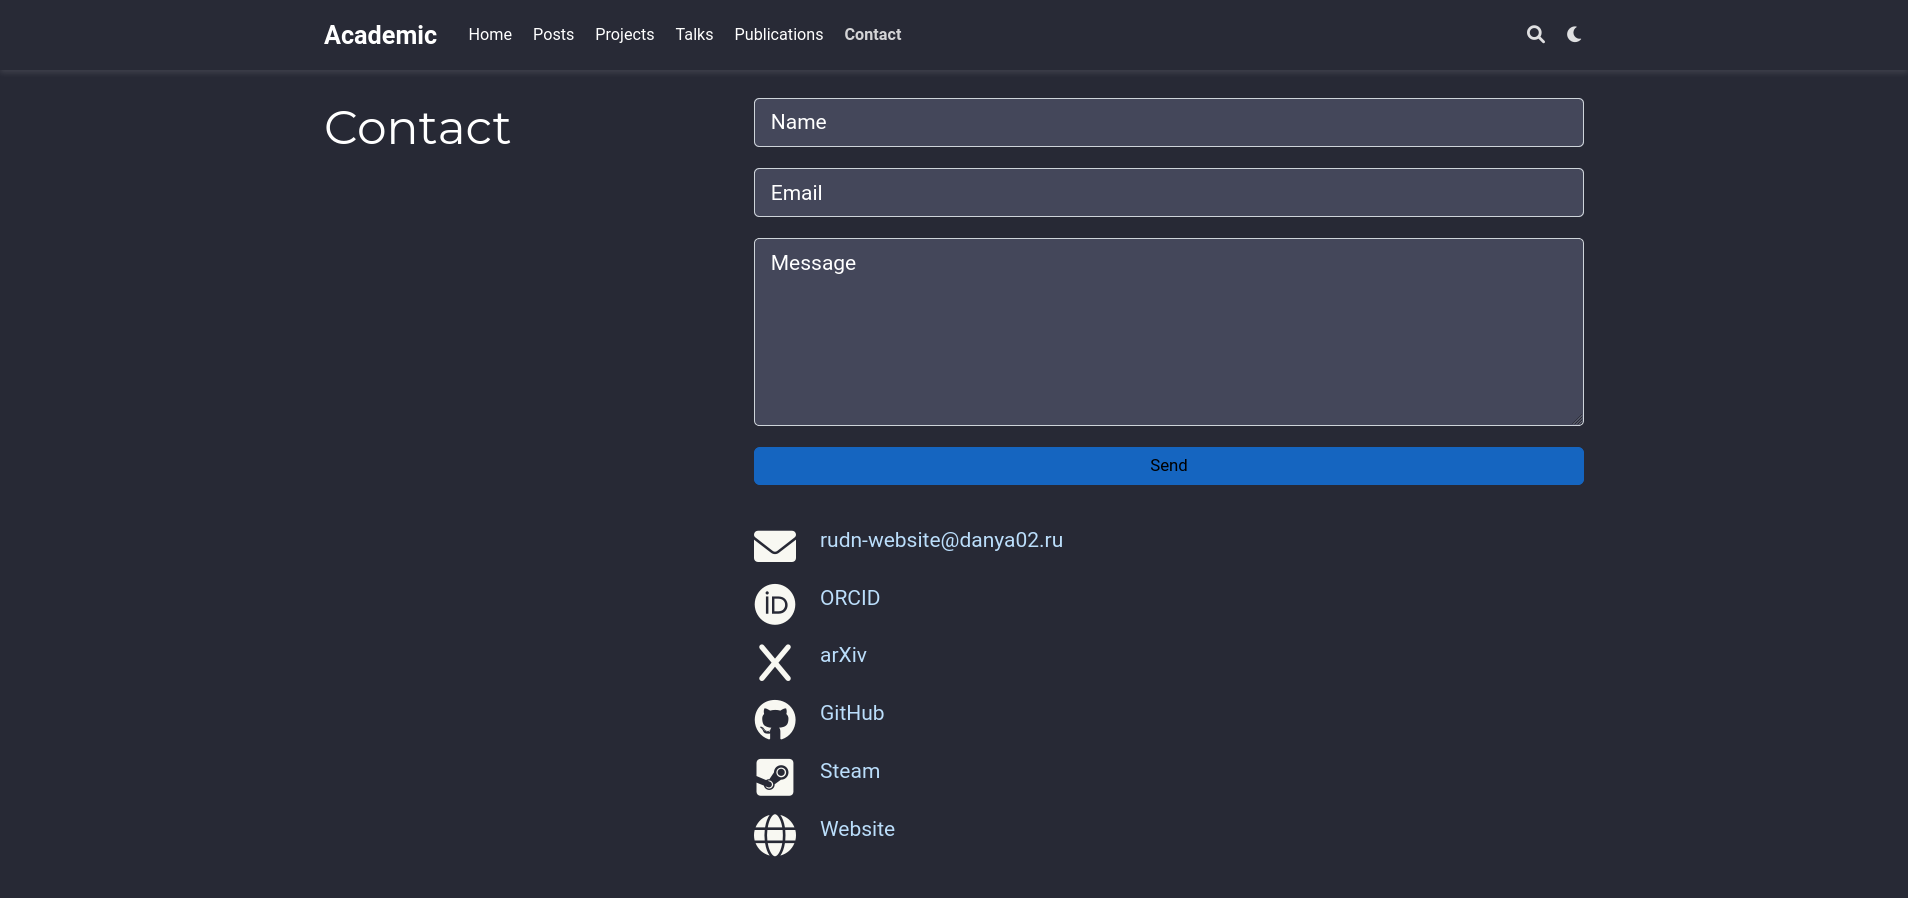 Academic Home Posts Projects Talks Publications Contact
Contact
Name
Email
Message
Send
rudn-website@danya02.ru
iD ORCID
arXiv
GitHub
Steam
Website